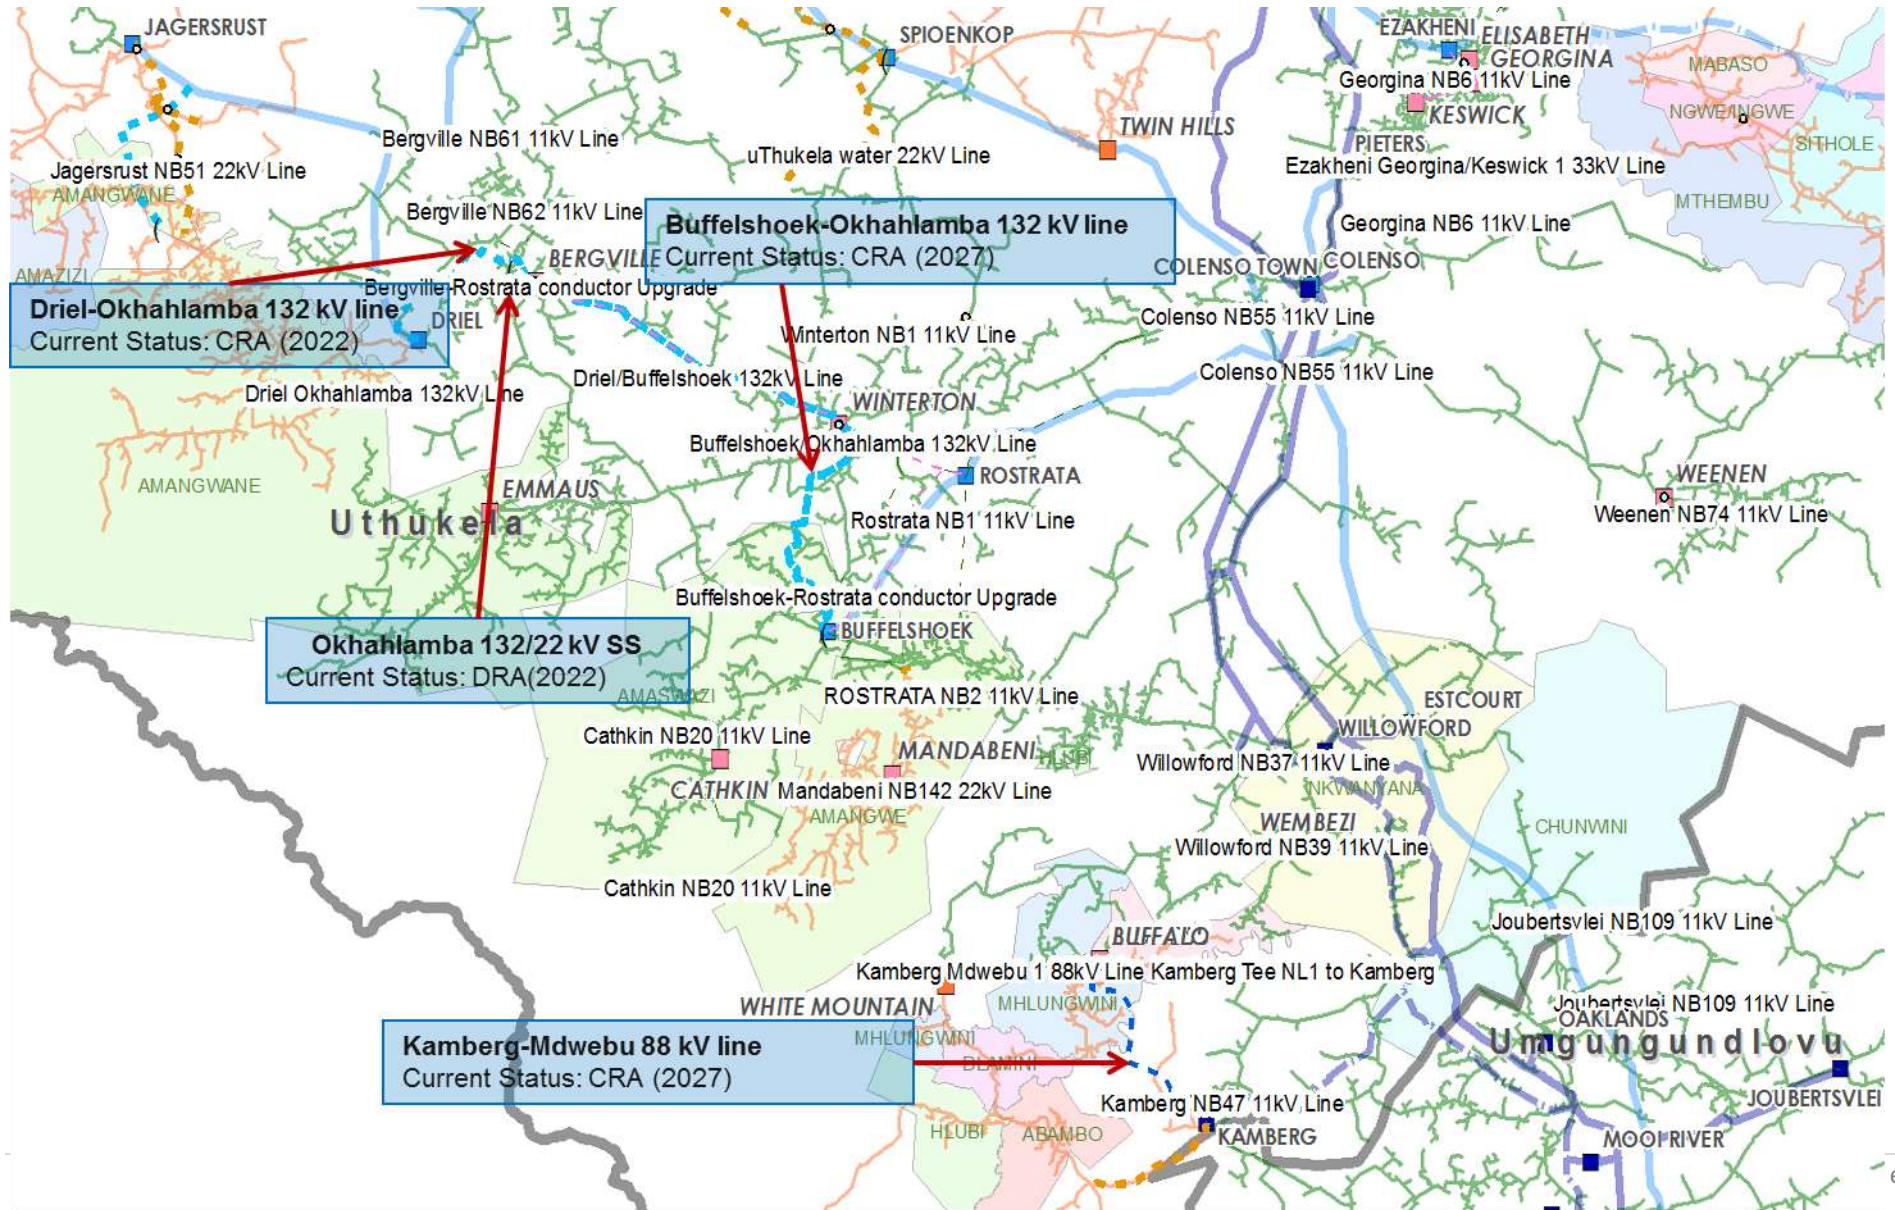 JAGERSRUST
SPIOENKOP
EZAKHENI
ELISABETH
GEORGINA
MABASO
Georgina NB6 11kV Line
KESWICK
NGWE/INGWE
TWIN HILLS
PIETERS
SITHOLE
Bergville NB61 11kV Line
uThukela water 22kV Line
Ezakheni Georgina/Keswick 1 33kV Line
Jagersrust NB51 22kV Line
AMANGWANE
MTHEMBU
Bergville NB62 11kV Line
Buffelshoek-Okhahlamba 132 kV line
Current Status: CRA (2027)
Georgina NB6 11kV Line
BERGVILLE
COLENSO TOWN
COLENSO
AMAZIZI
Bergville-Rostrata conductor Upgrade
Driel-Okhahlamba 132 kV line
Current Status: CRA (2022)
DRIEL
Colenso NB55 11kV Line
Winterton NB1 11kV Line
Driel/Buffelshoek 132kV Line
Colenso NB55 11kV Line
Driel Okhahlamba 132kV Line
WINTERTON
Buffelshoek/Okhahlamba 132kV Line
ROSTRATA
WEENEN
AMANGWANE
EMMAUS
Weenen NB74 11kV Line
Uthukela
Rostrata NB1 11kV Line
Buffelshoek-Rostrata conductor Upgrade
BUFFELSHOEK
Okhahlamba 132/22 kV SS
Current Status: DRA(2022)
AMASWAZI
ROSTRATA NB2 11kV Line
ESTCOURT
WILLOWFORD
Cathkin NB20 11kV Line
MANDABENI
HLUBI
Willowford NB37 11kV Line
CATHKIN
Mandabeni NB142 22kV Line
NKWANYANA
AMANGWE
WEMBEZI
CHUNWINI
Willowford NB39 11kV Line
Cathkin NB20 11kV Line
Joubertsvlei NB109 11kV Line
BUFFALO
Kamberg Mdwebu 1 88kV Line Kamberg Tee NL1 to Kamberg
WHITE MOUNTAIN
MHLUNGWINI
Joubertsvlei NB109 11kV Line
OAKLANDS
MHLUNGWINI
Umgungundlovu
Kamberg-Mdwebu 88 kV line
Current Status: CRA (2027)
DLAMINI
JOUBERTSVLEI
Kamberg NB47 11kV Line
HLUBI
ABAMBO
KAMBERG
MOOI RIVER